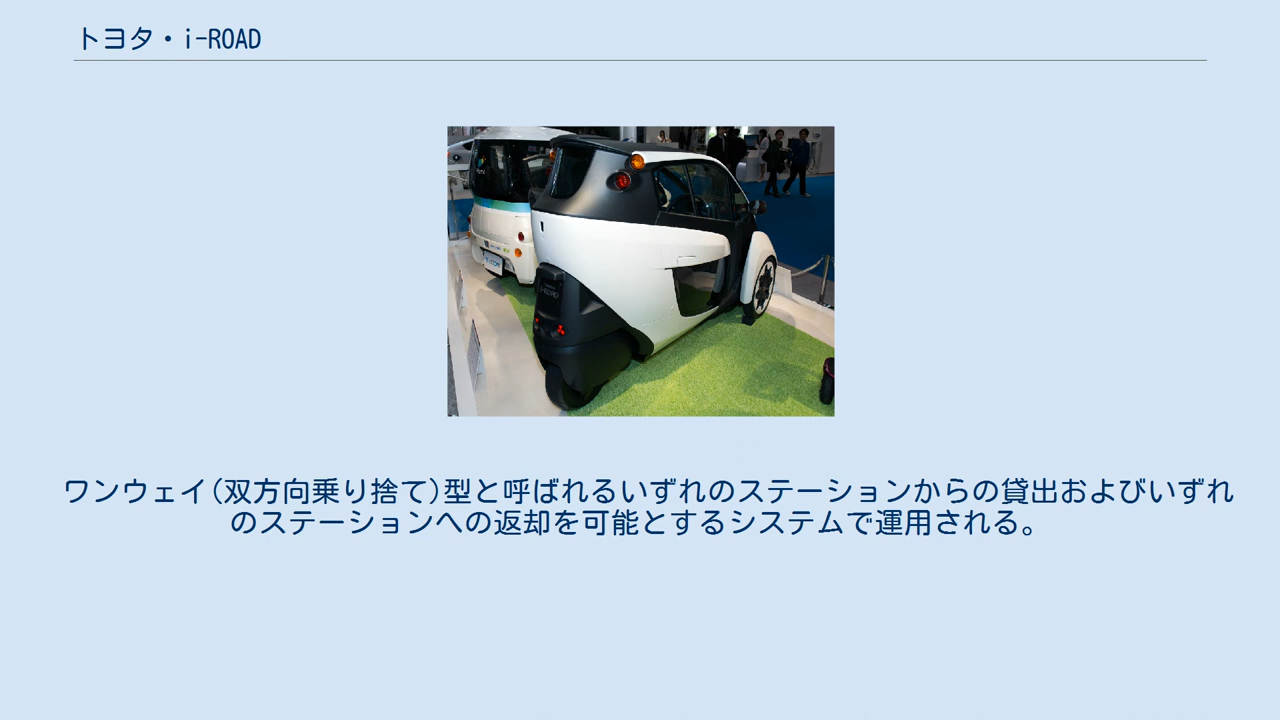 トヨタ・i-ROAD
ワンウェイ(双方向乗り捨て)型と呼ばれるいずれのステーションからの貸出およびいずれ
のステーションへの返却を可能とするシステムで運用される。